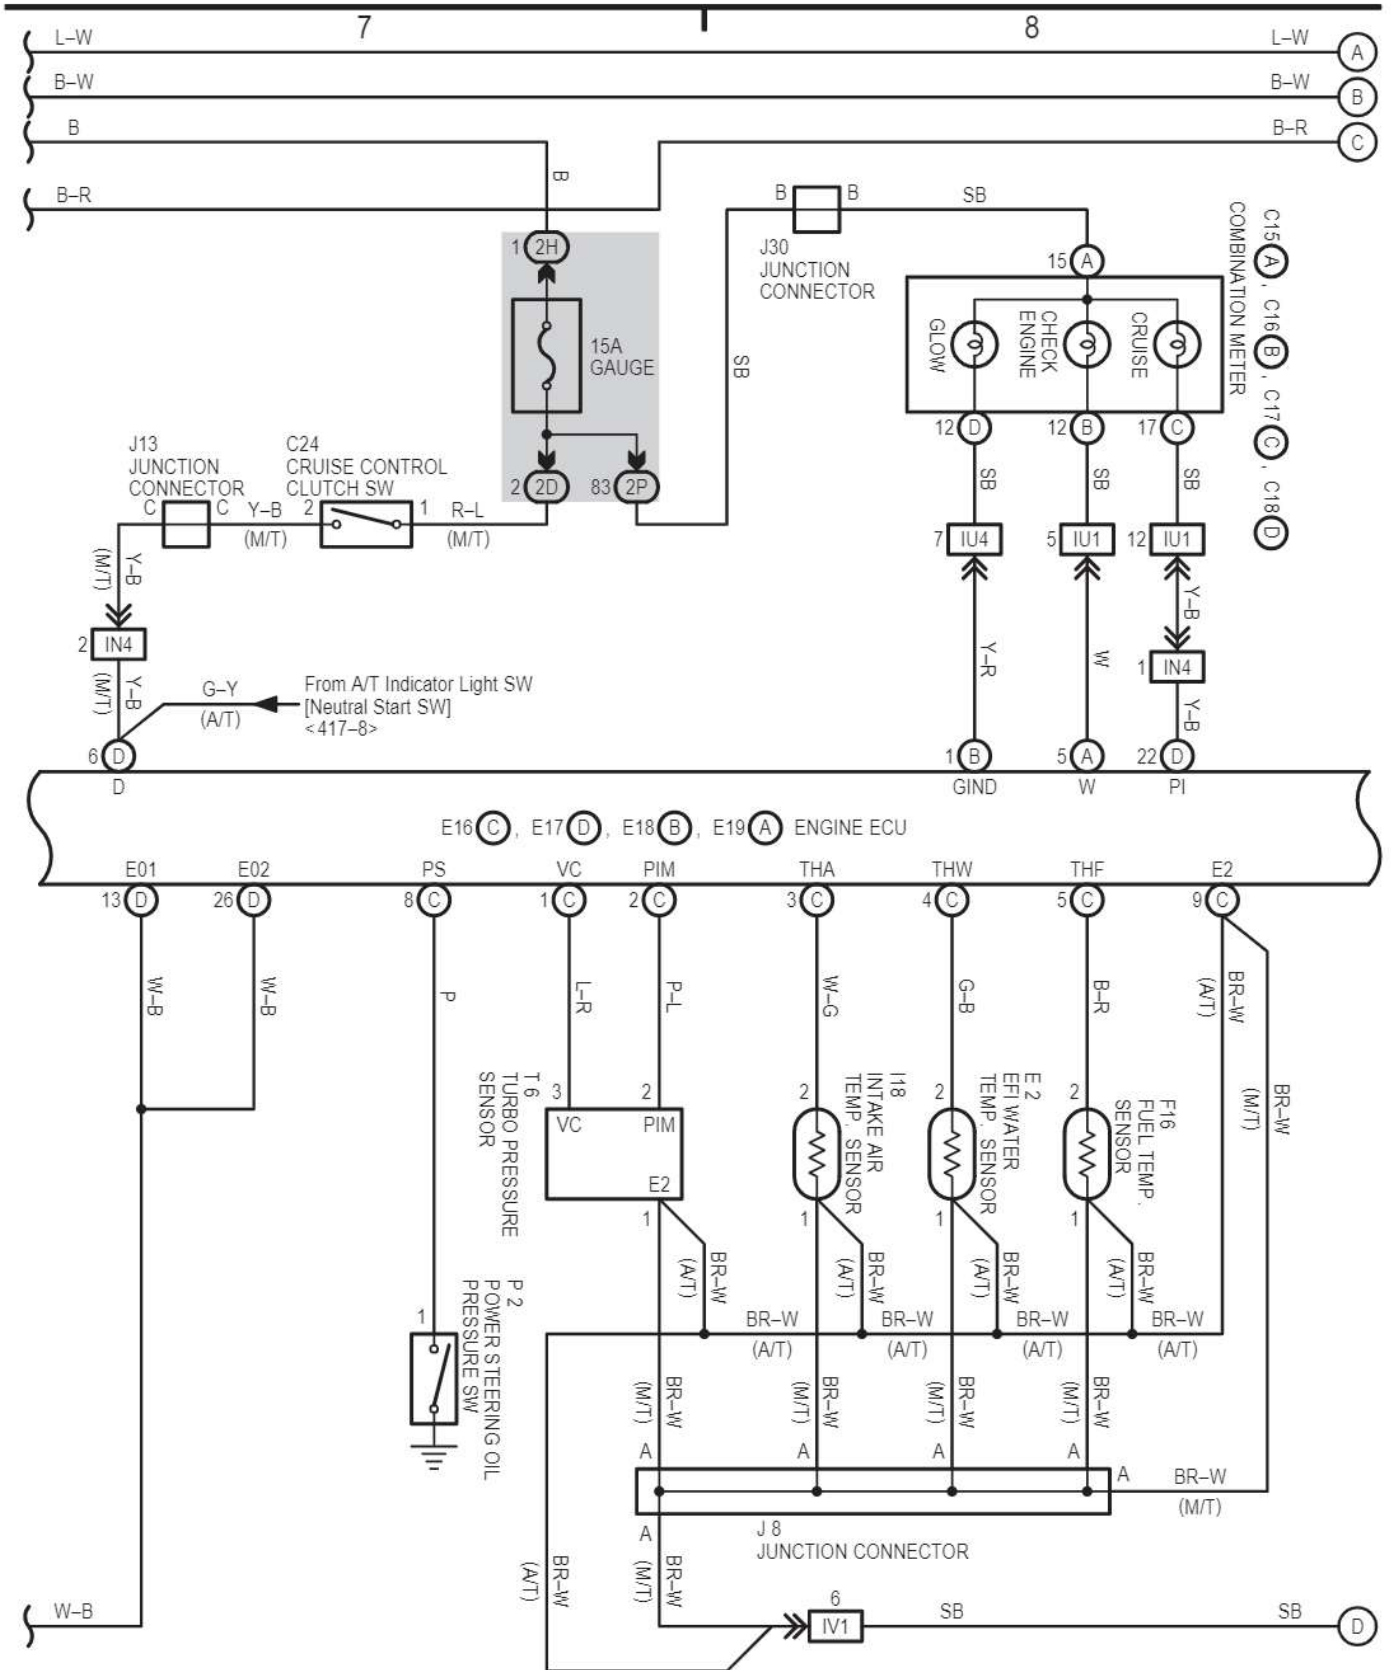 7 8
L–W L–W A
B–W B–W B
B B–R C
B
B–R
B B SB
J30
JUNCTION
CONNECTOR
1 2H
15A
GAUGE
2 2D 83 2P
SB
15 A
GLOW
CHECK
ENGINE
CRUISE
COMBINATION METER
C15 A , C16 B , C17 C , C18 D
12 D 12 B 17 C
SB SB SB
7 IU4 5 IU1 12 IU1
Y–R W Y–B
1 IN4
Y–B
J13
JUNCTION
CONNECTOR
C24
CRUISE CONTROL
CLUTCH SW
C C Y–B 2 1 R–L
(M/T) (M/T)
Y–B
(M/T)
2 IN4
Y–B
(M/T)
G–Y
(A/T)
From A/T Indicator Light SW
[Neutral Start SW]
<417–8>
6 D 1 B 5 A 22 D
D GIND W PI
E16 C , E17 D , E18 B , E19 A ENGINE ECU
E01 E02 PS VC PIM THA THW THF E2
13 D 26 D 8 C 1 C 2 C 3 C 4 C 5 C 9 C
W–B W–B P L–R P–L W–G G–B B–R BR–W
(A/T)
BR–W
(M/T)
T 6
TURBO PRESSURE
SENSOR
3 2
VC PIM
E2
1
I18
INTAKE AIR
TEMP. SENSOR
2
1
E 2
EFI WATER
TEMP. SENSOR
2
1
F16
FUEL TEMP.
SENSOR
2
1
BR–W BR–W BR–W BR–W
(A/T) (A/T) (A/T) (A/T)
P 2
POWER STEERING OIL
PRESSURE SW
1
BR–W BR–W BR–W BR–W
(A/T) (A/T) (A/T) (A/T)
BR–W BR–W BR–W BR–W
(M/T) (M/T) (M/T) (M/T)
A A A A
A BR–W
(M/T)
J 8
JUNCTION CONNECTOR
A
BR–W BR–W
(A/T) (M/T)
W–B 6 IV1 SB SB D